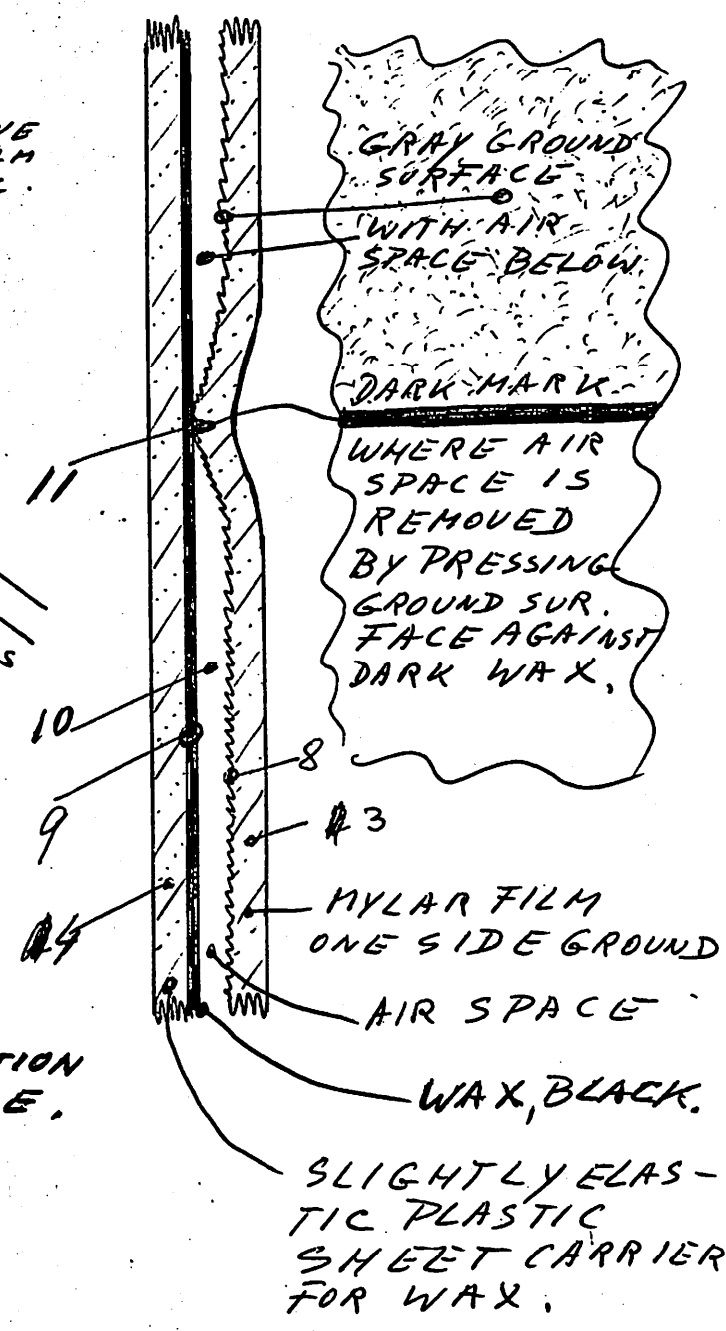 GRAY GROUND
SURFACE
WITH AIR
SPACE BELOW
DARK MARK
WHERE AIR
SPACE IS
REMOVED
BY PRESSING
GROUND SUR.
FACE AGAINST
DARK WAX.
11
10
9
8
3
4
MYLAR FILM
ONE SIDE GROUND
AIR SPACE
WAX, BLACK.
SLIGHTLY ELAS-
TIC PLASTIC
SHEET CARRIER
FOR WAX.